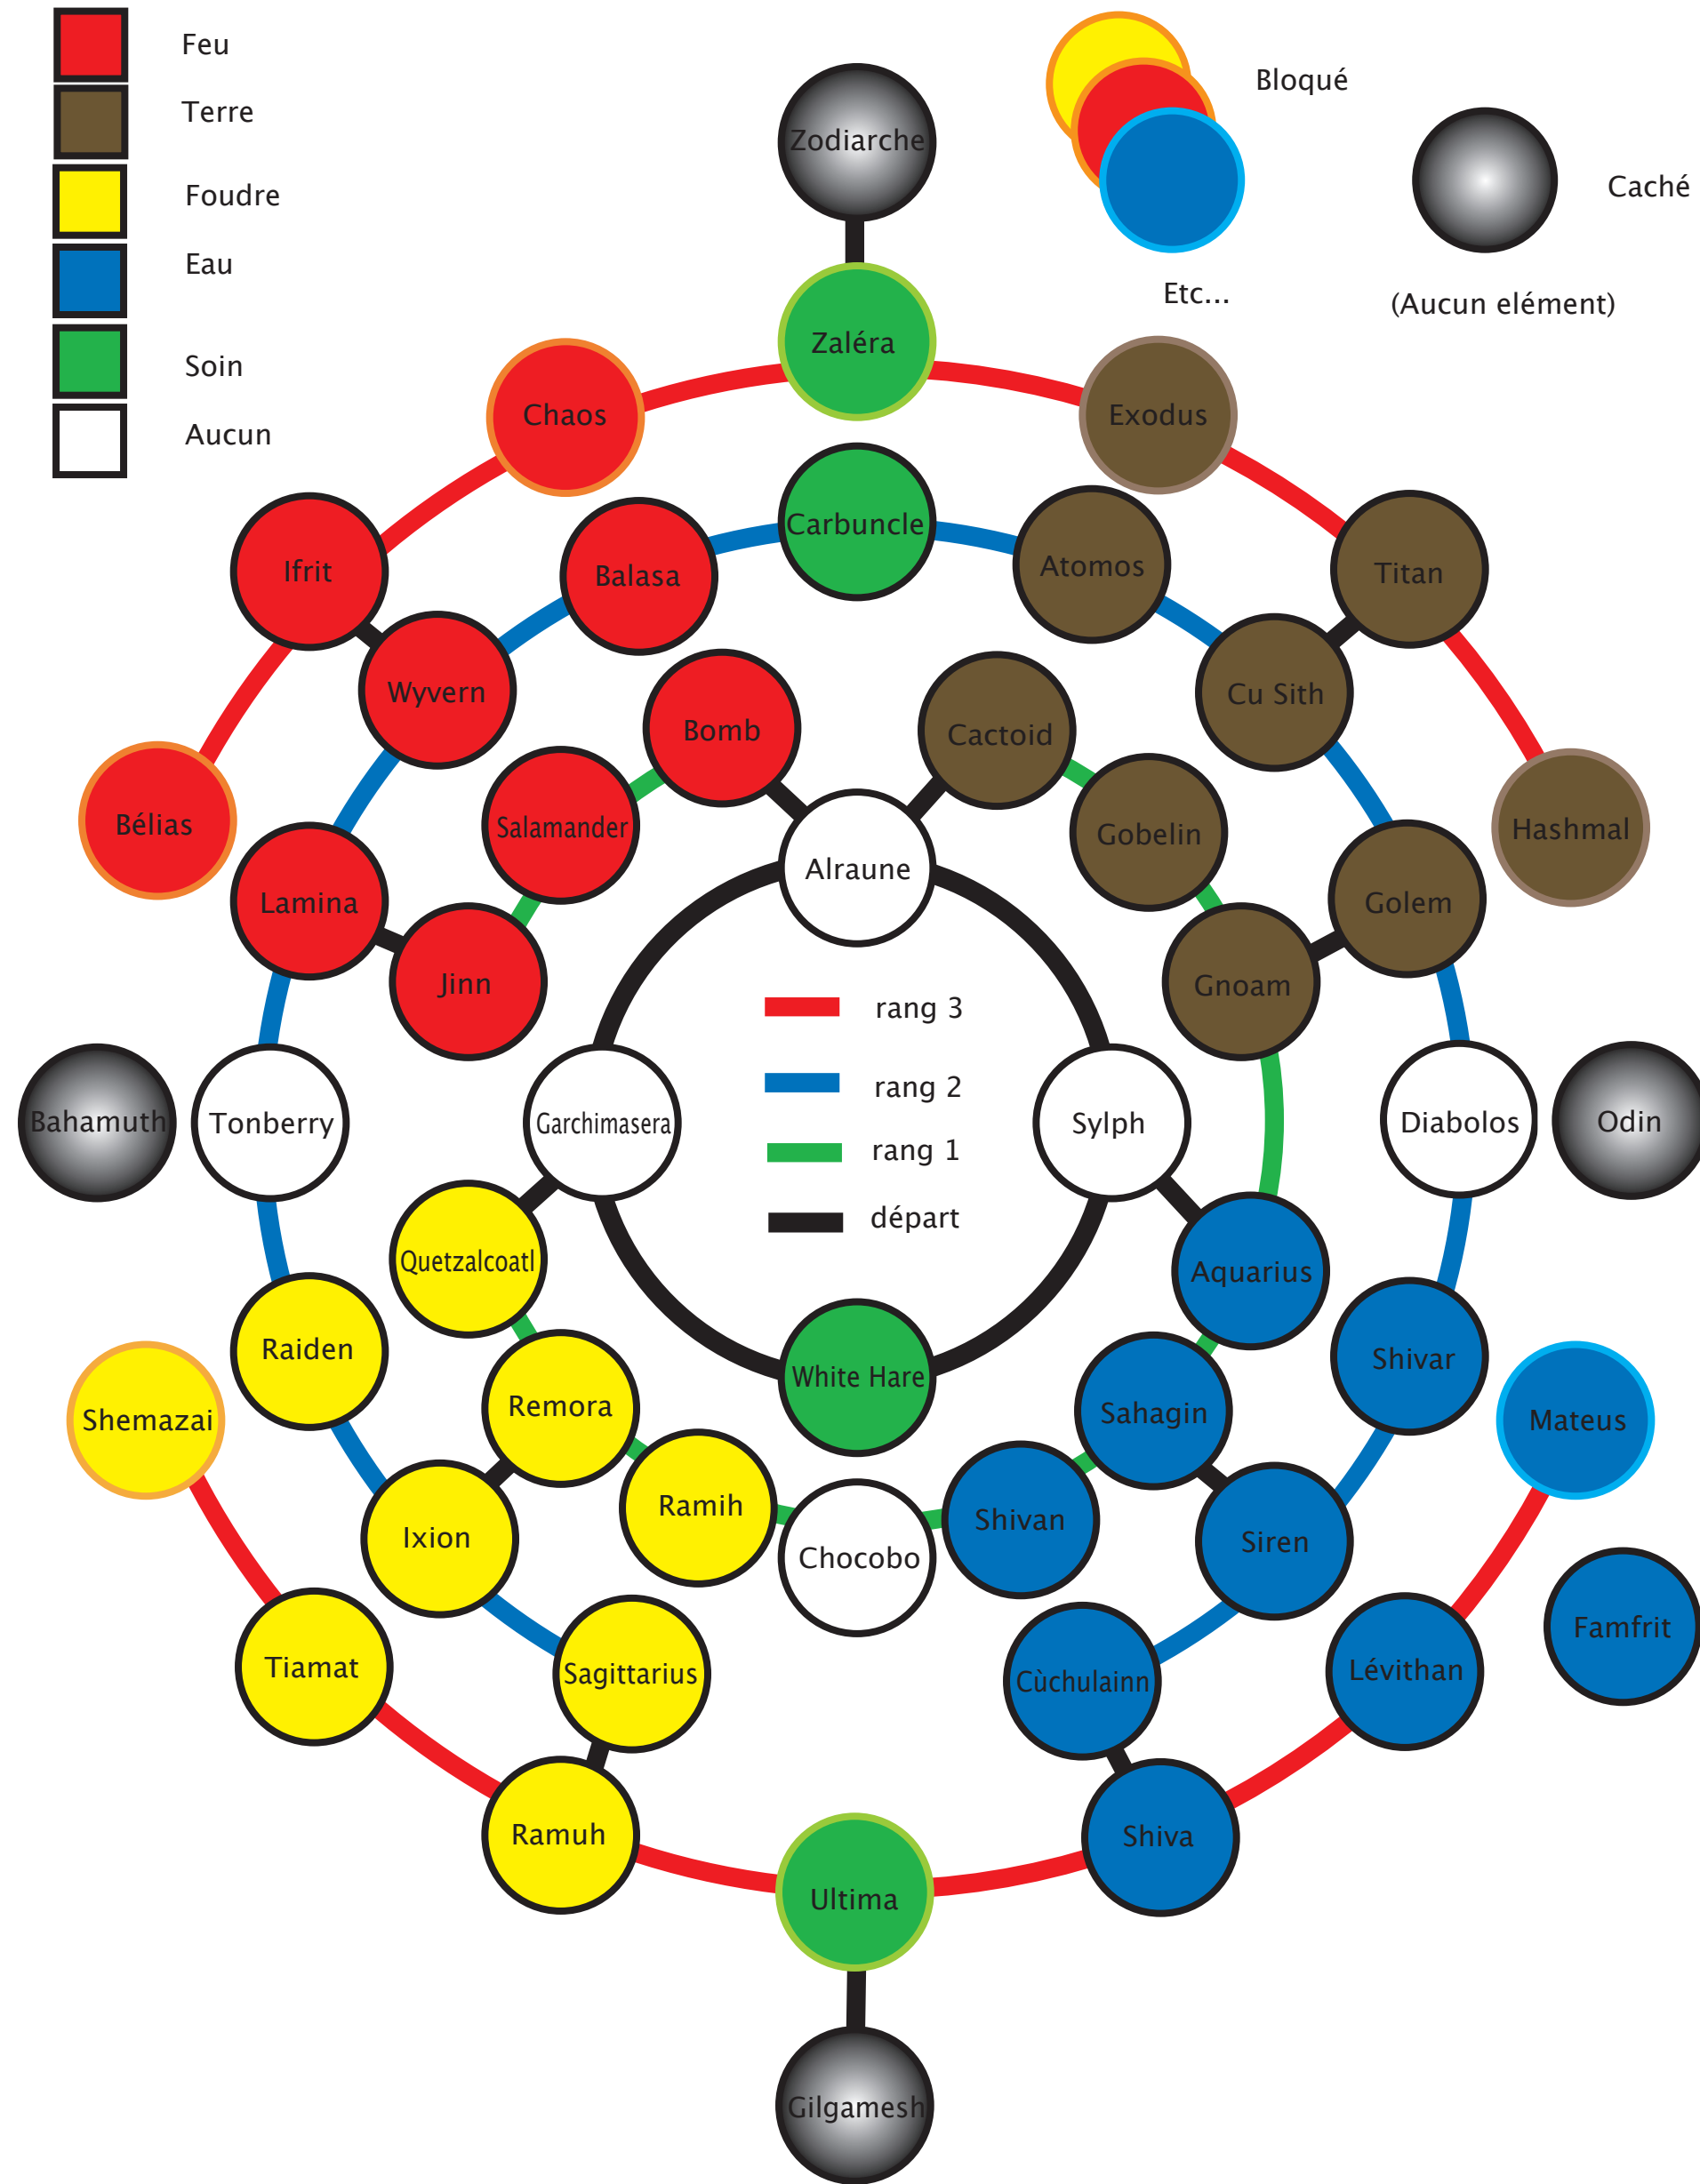 Feu
Terre
Foudre
Eau
Soin
Aucun
Bloqué
Etc...
Caché
(Aucun elément)
Zodiarche
Zaléra
Chaos
Exodus
Carbuncle
Ifrit
Balasa
Atomos
Titan
Wyvern
Cu Sith
Bomb
Cactoid
Bélias
Salamander
Gobelin
Hashmal
Alraune
Lamina
Golem
Jinn
Gnoam
rang 3
rang 2
rang 1
départ
Bahamuth
Tonberry
Garchimasera
Sylph
Diabolos
Odin
Quetzalcoatl
Aquarius
Raiden
Shivar
White Hare
Shemazai
Remora
Sahagin
Mateus
Ramih
Shivan
Ixion
Chocobo
Siren
Famfrit
Tiamat
Sagittarius
Cùchulainn
Lévithan
Ramuh
Shiva
Ultima
Gilgamesh